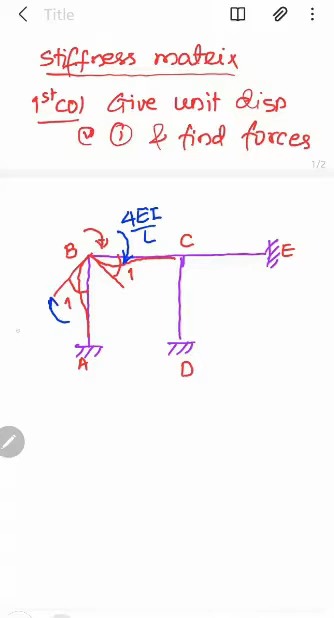 Title
Stiffness matrix
1st col Give unit disp
@ ① & find forces
1/2
4EI/L
B
C
E
1
1
A
D